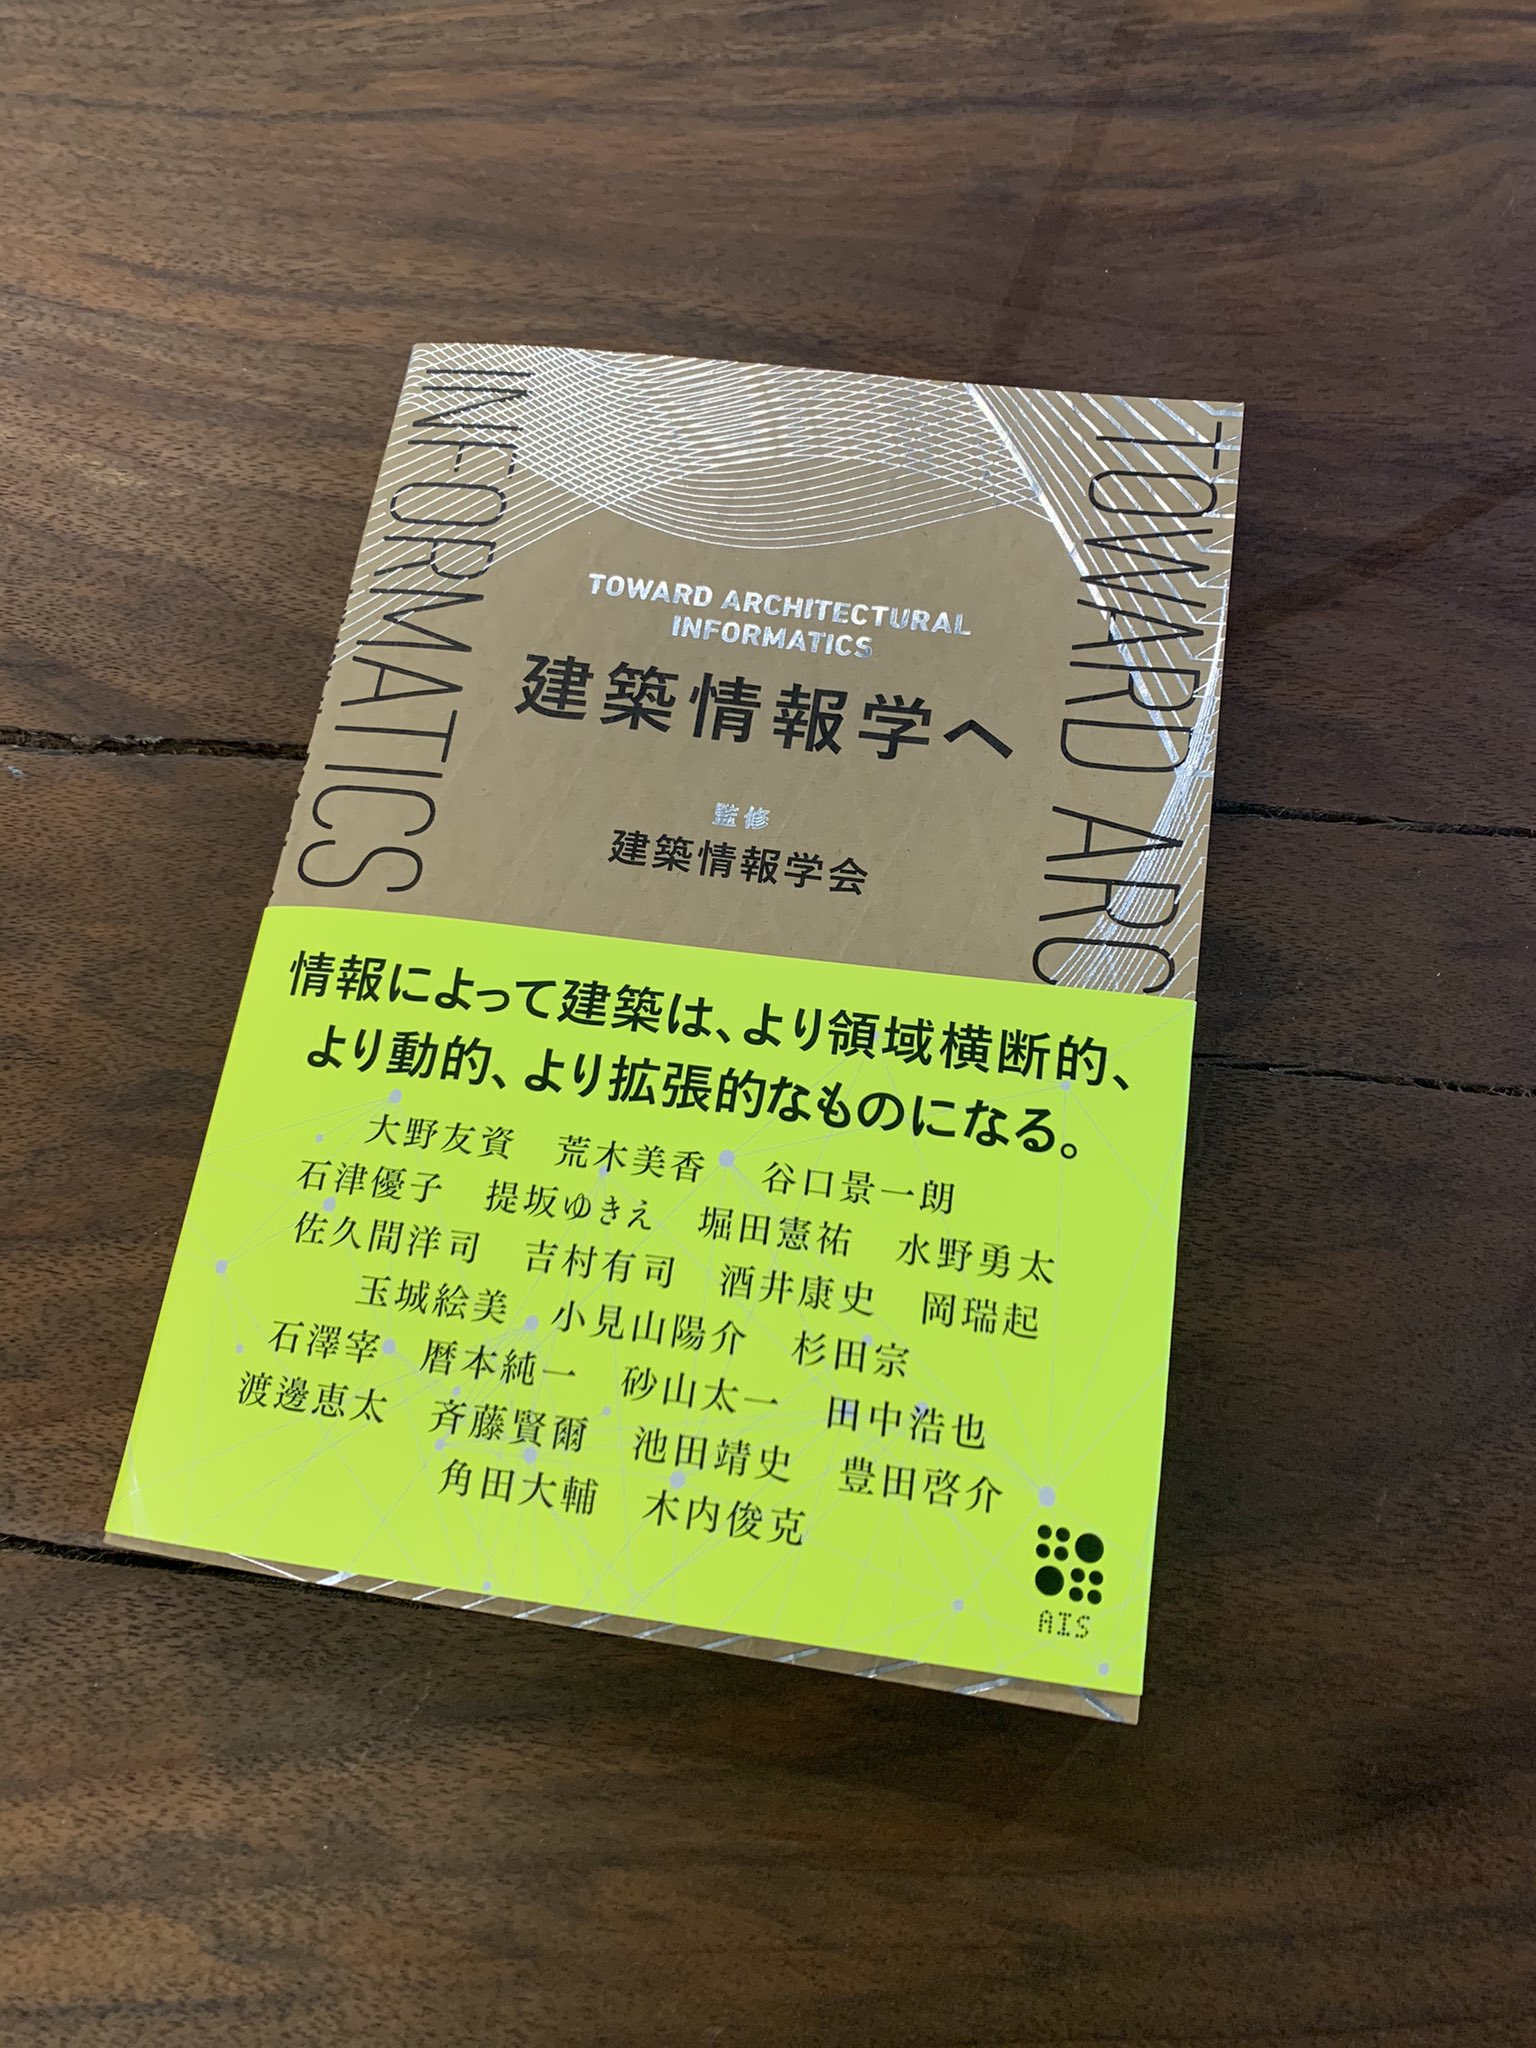 TOWARD ARC
INFORMATICS
TOWARD ARCHITECTURAL
INFORMATICS
建築情報学へ
監修
建築情報学会
情報によって建築は、より領域横断的、
より動的、より拡張的なものになる。
大野友資 荒木美香 谷口景一朗
石津優子 提坂ゆきえ 堀田憲祐 水野勇太
佐久間洋司 吉村有司 酒井康史 岡瑞起
玉城絵美 小見山陽介 杉田宗
石澤宰 暦本純一 砂山太一 田中浩也
渡邊恵太 斉藤賢爾 池田靖史 豊田啓介
角田大輔 木内俊克
AIS